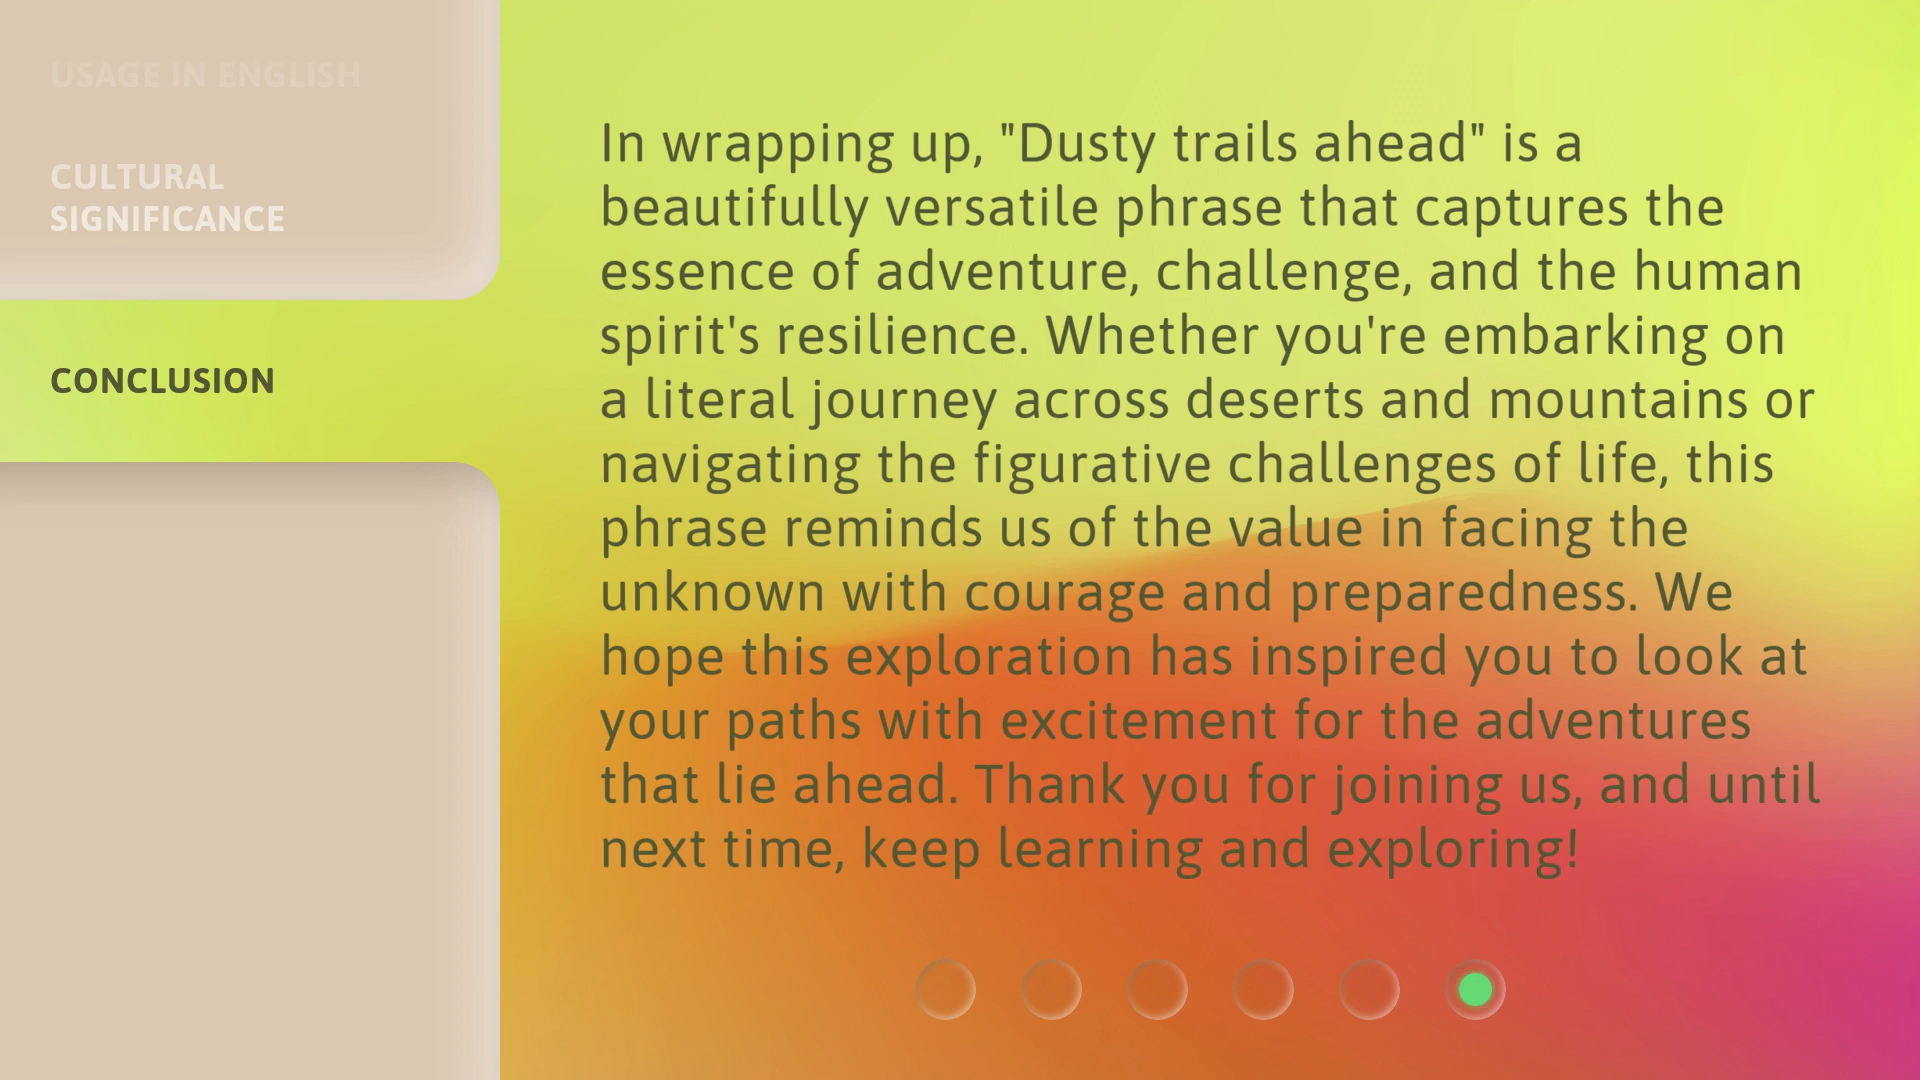 USAGE IN ENGLISH
CULTURAL
SIGNIFICANCE
CONCLUSION
In wrapping up, "Dusty trails ahead" is a
beautifully versatile phrase that captures the
essence of adventure, challenge, and the human
spirit's resilience. Whether you're embarking on
a literal journey across deserts and mountains or
navigating the figurative challenges of life, this
phrase reminds us of the value in facing the
unknown with courage and preparedness. We
hope this exploration has inspired you to look at
your paths with excitement for the adventures
that lie ahead. Thank you for joining us, and until
next time, keep learning and exploring!